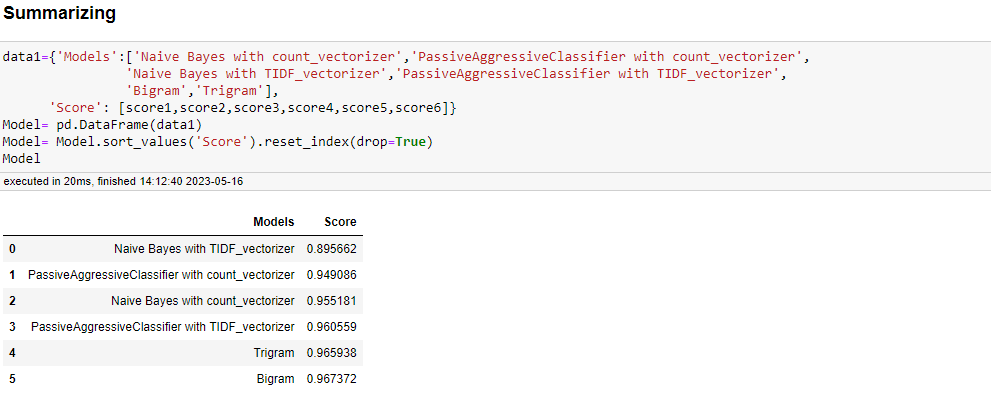 Summarizing
data1={'Models':['Naive Bayes with count_vectorizer','PassiveAggressiveClassifier with count_vectorizer',
'Naive Bayes with TIDF_vectorizer','PassiveAggressiveClassifier with TIDF_vectorizer',
'Bigram','Trigram'],
'Score': [score1,score2,score3,score4,score5,score6]}
Model= pd.DataFrame(data1)
Model= Model.sort_values('Score').reset_index(drop=True)
Model
executed in 20ms, finished 14:12:40 2023-05-16
Models Score
0 Naive Bayes with TIDF_vectorizer 0.895662
1 PassiveAggressiveClassifier with count_vectorizer 0.949086
2 Naive Bayes with count_vectorizer 0.955181
3 PassiveAggressiveClassifier with TIDF_vectorizer 0.960559
4 Trigram 0.965938
5 Bigram 0.967372